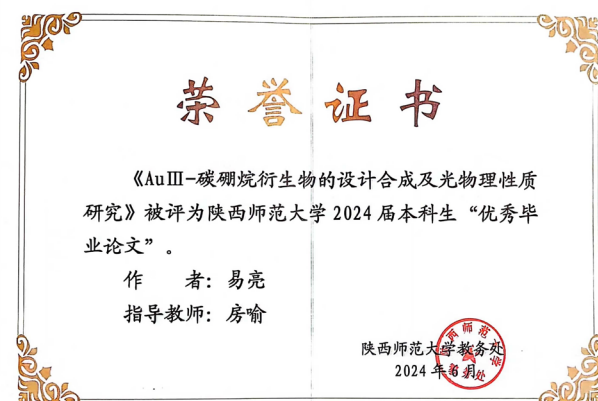 荣誉证书
《AuⅢ-碳硼烷衍生物的设计合成及光物理性质
研究》被评为陕西师范大学2024届本科生“优秀毕
业论文”。
作 者：易亮
指导教师：房喻
陕西师范大学教务处
2024年6月